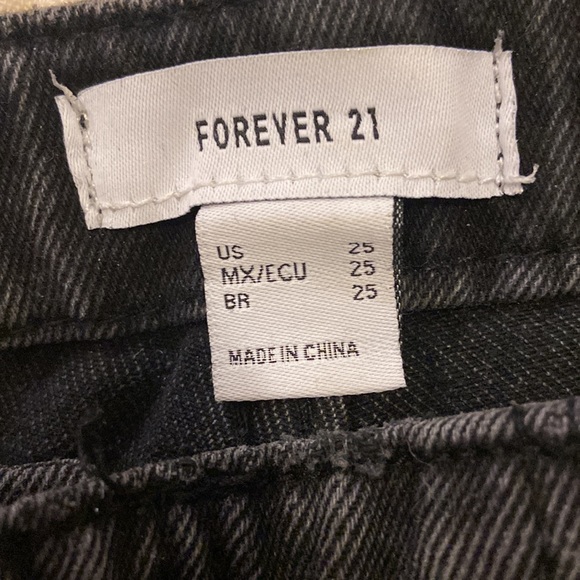 FOREVER 21
US 25
MX/ECU 25
BR 25
MADE IN CHINA